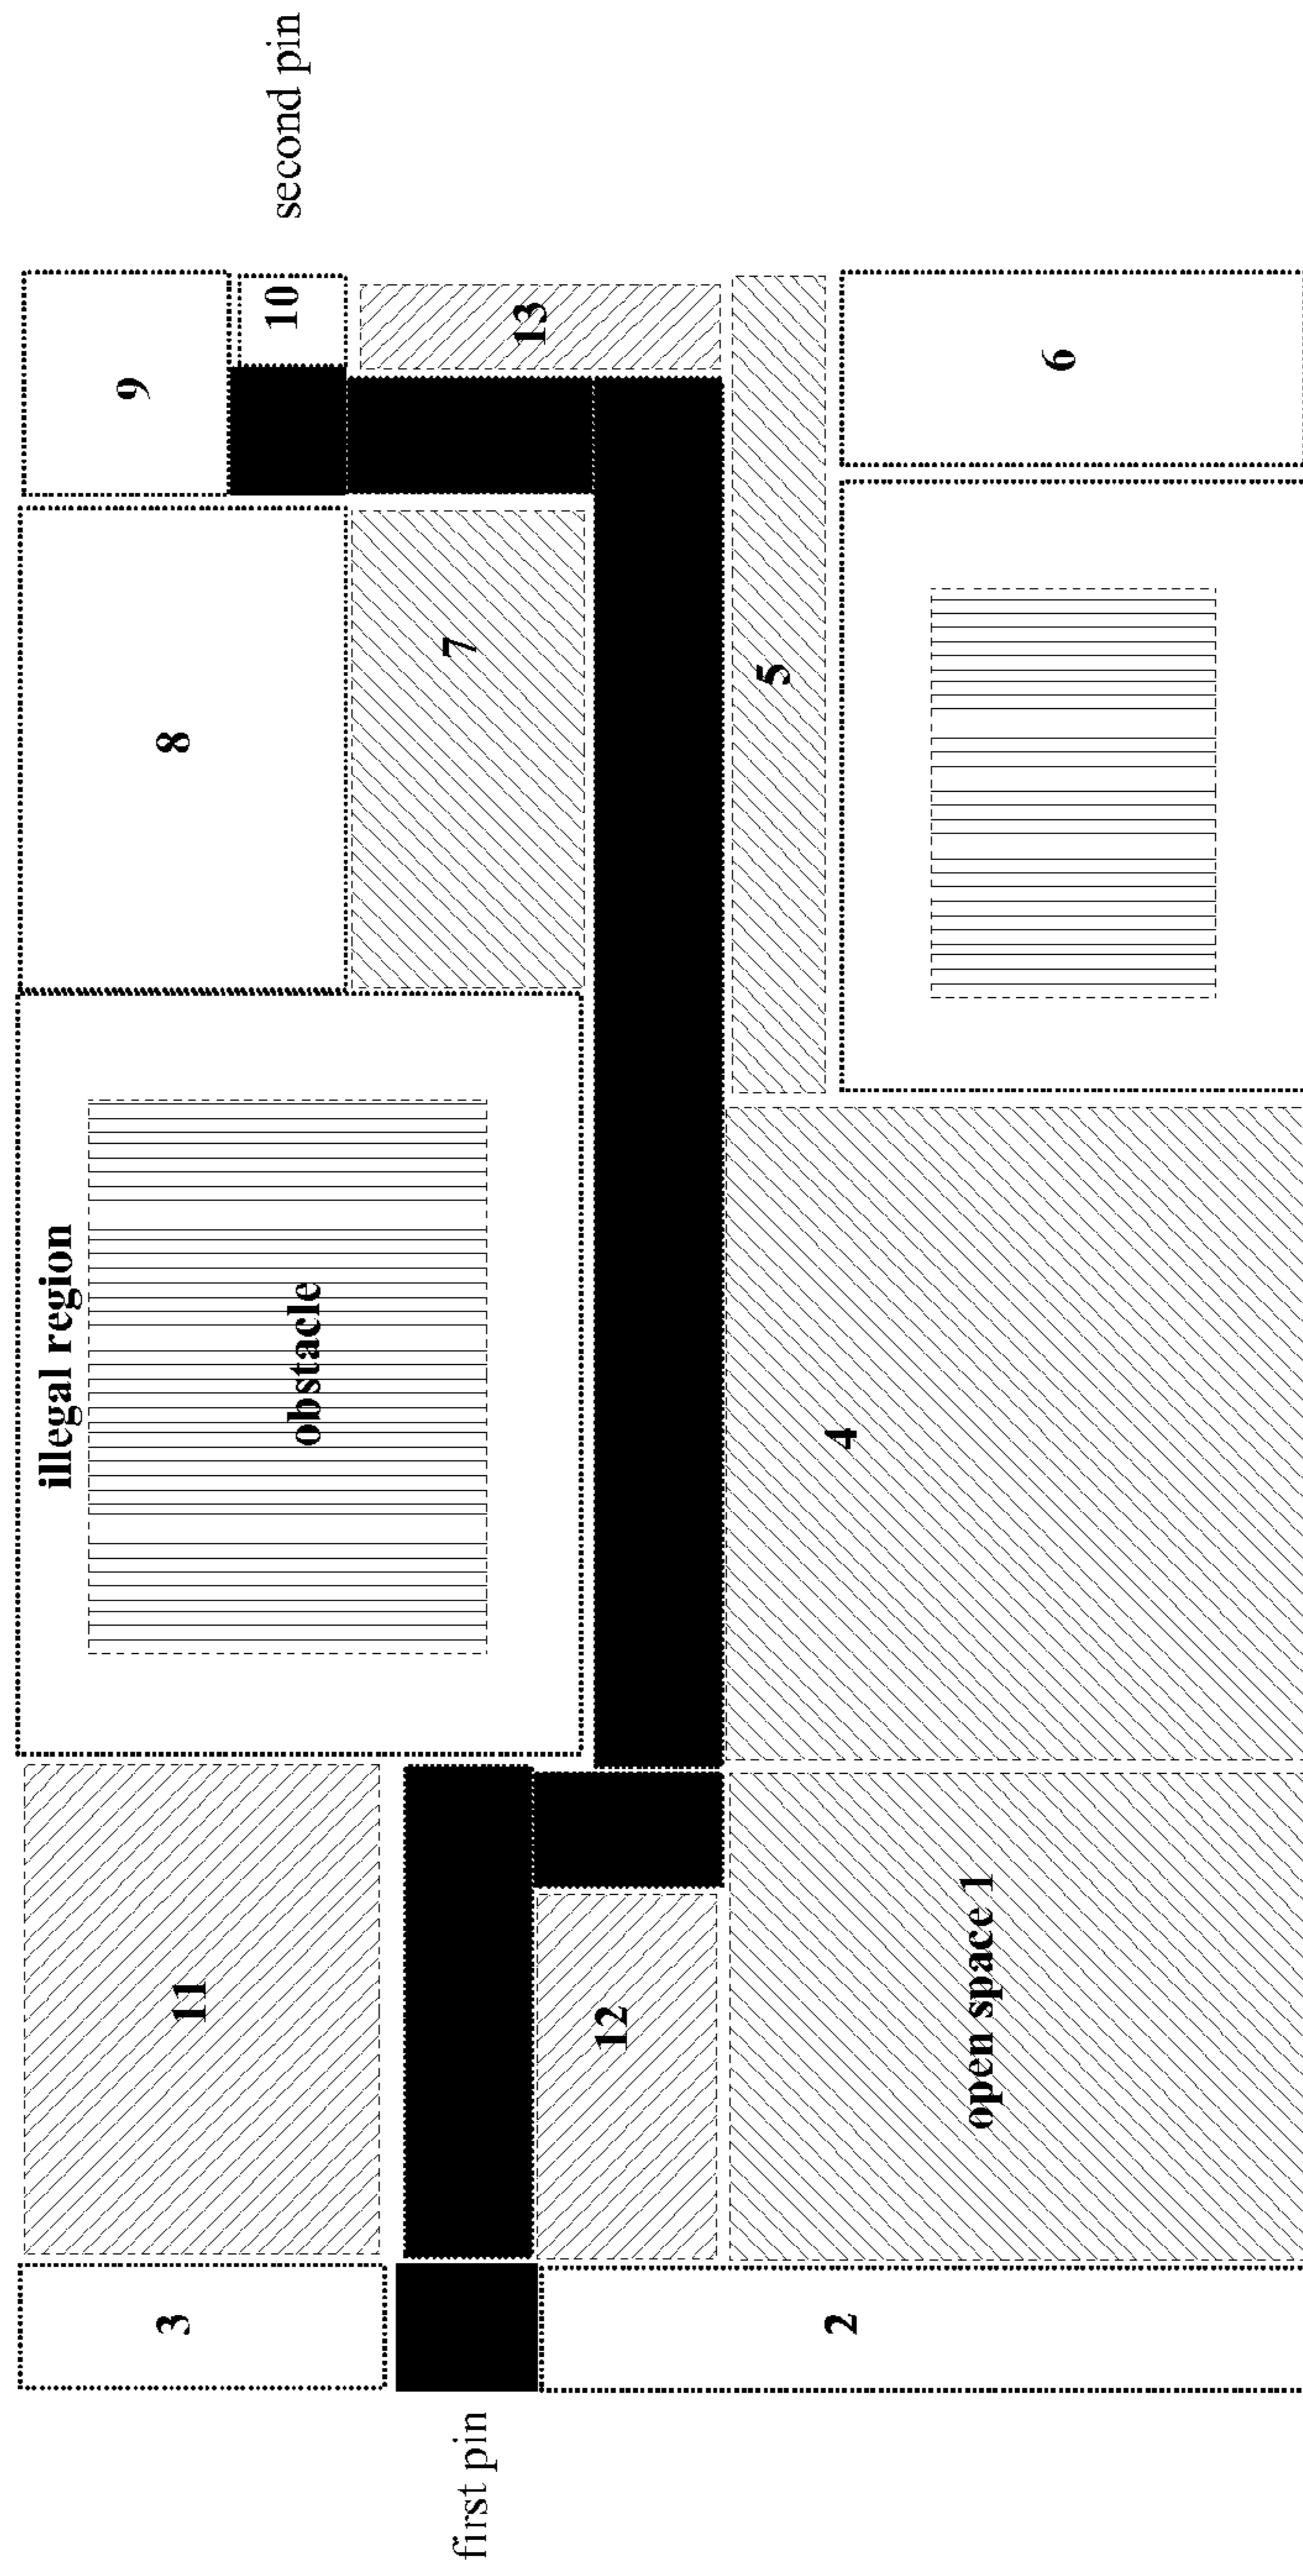 second pin
9
10
13
6
8
7
5
illegal region
obstacle
4
11
12
open space 1
3
2
first pin